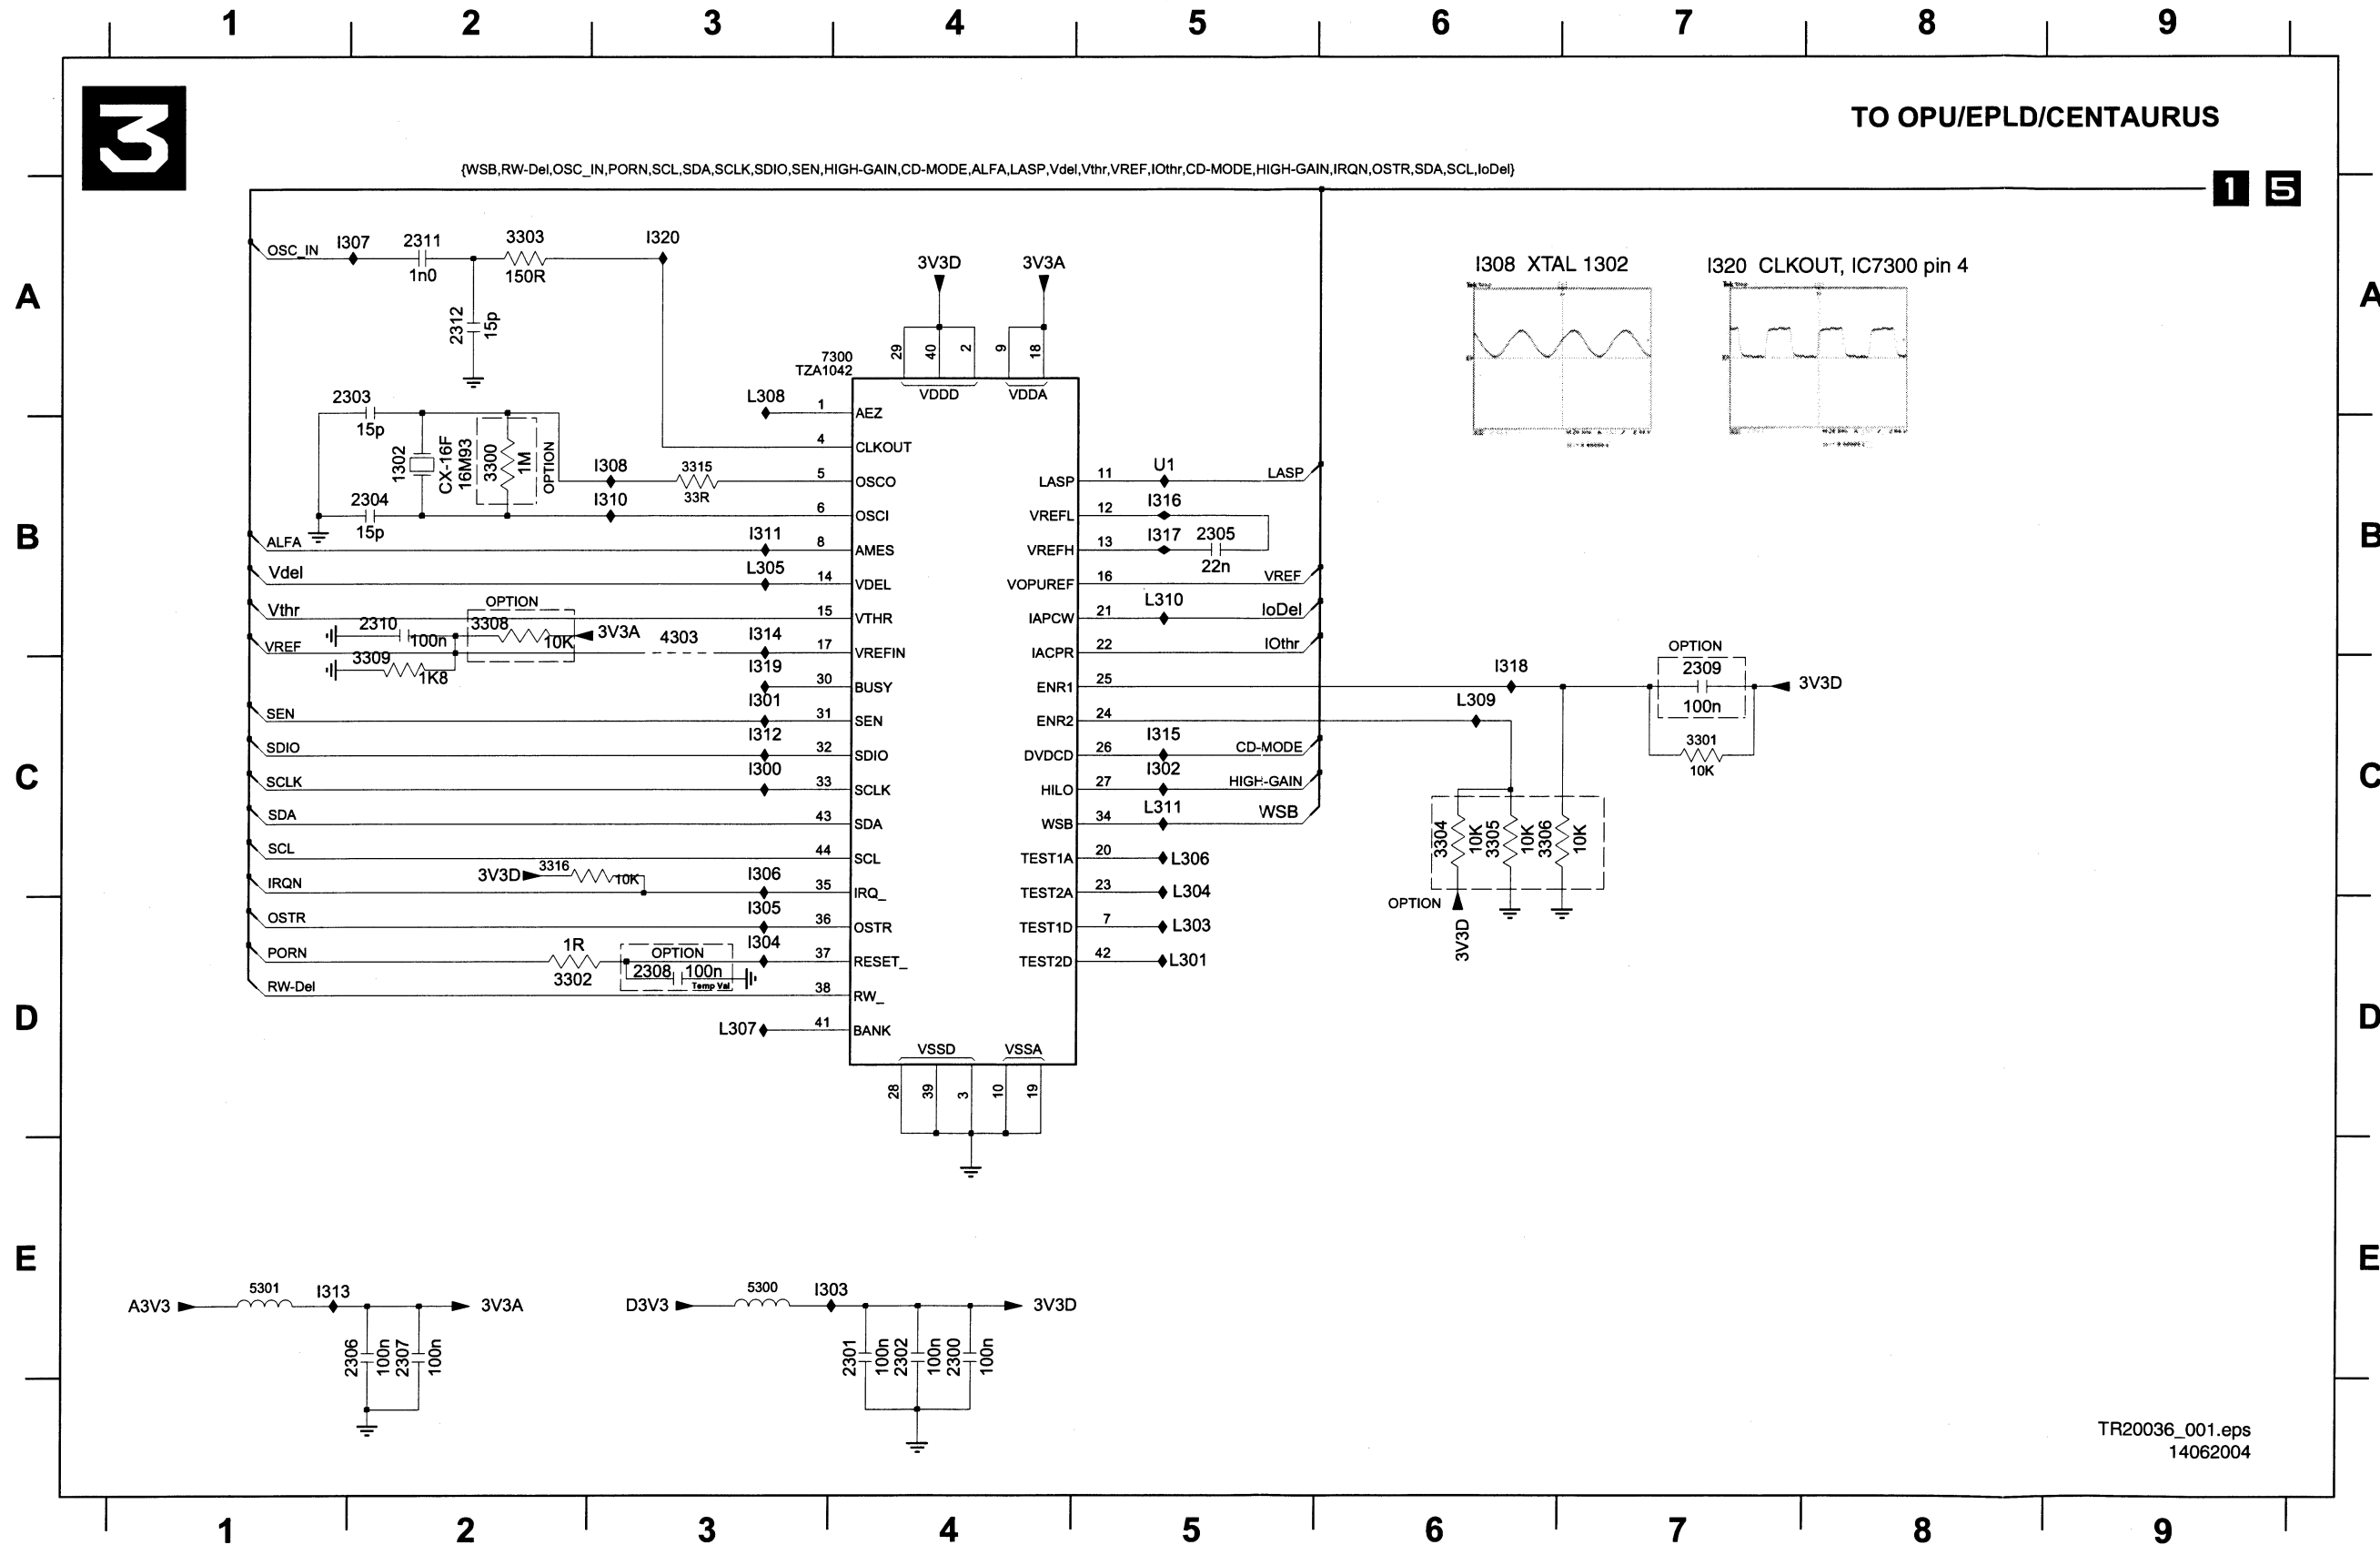 1 2 3 4 5 6 7 8 9
3
TO OPU/EPLD/CENTAURUS
{WSB,RW-Del,OSC_IN,PORN,SCL,SDA,SCLK,SDIO,SEN,HIGH-GAIN,CD-MODE,ALFA,LASP,Vdel,Vthr,VREF,IOthr,CD-MODE,HIGH-GAIN,IRQN,OSTR,SDA,SCL,IoDel}
1 5
OSC_IN I307 2311 3303 I320
1n0 150R
3V3D 3V3A
I308 XTAL 1302 I320 CLKOUT, IC7300 pin 4
A A
2312 15p
7300
TZA1042
29 40 2 9 18
VDDD VDDA
2303
15p
L308 1 AEZ
4 CLKOUT
1302 CX-16F 16M93 3300 1M OPTION
I308 3315 5 OSCO
33R
11 LASP U1 LASP
2304 I310 6 OSCI
15p
12 VREFL I316
B B
ALFA I311 8 AMES
13 VREFH I317 2305
22n
Vdel L305 14 VDEL
16 VOPUREF VREF
OPTION
Vthr 15 VTHR
21 IAPCW L310 IoDel
2310 100n 3308 10K 3V3A
VREF 4303 I314 17 VREFIN
22 IACPR IOthr
3309 1K8
I319 30 BUSY
25 ENR1 I318
OPTION
2309
100n
3V3D
SEN I301 31 SEN
24 ENR2 L309
SDIO I312 32 SDIO
26 DVDCD I315 CD-MODE
3301
10K
C C
SCLK I300 33 SCLK
27 HILO I302 HIGH-GAIN
SDA 43 SDA
34 WSB L311 WSB
3304 10K 3305 10K 3306 10K
SCL 44 SCL
20 TEST1A L306
3V3D 3316 10K
IRQN I306 35 IRQ_
23 TEST2A L304
OPTION
3V3D
OSTR I305 36 OSTR
7 TEST1D L303
PORN 1R I304 37 RESET_
3302
OPTION
2308 100n
Temp Val
42 TEST2D L301
RW-Del 38 RW_
D D
L307 41 BANK
VSSD VSSA
28 39 3 10 19
E E
A3V3 5301 I313 3V3A
2306 100n 2307 100n
D3V3 5300 I303 3V3D
2301 100n 2302 100n 2300 100n
TR20036_001.eps
14062004
1 2 3 4 5 6 7 8 9